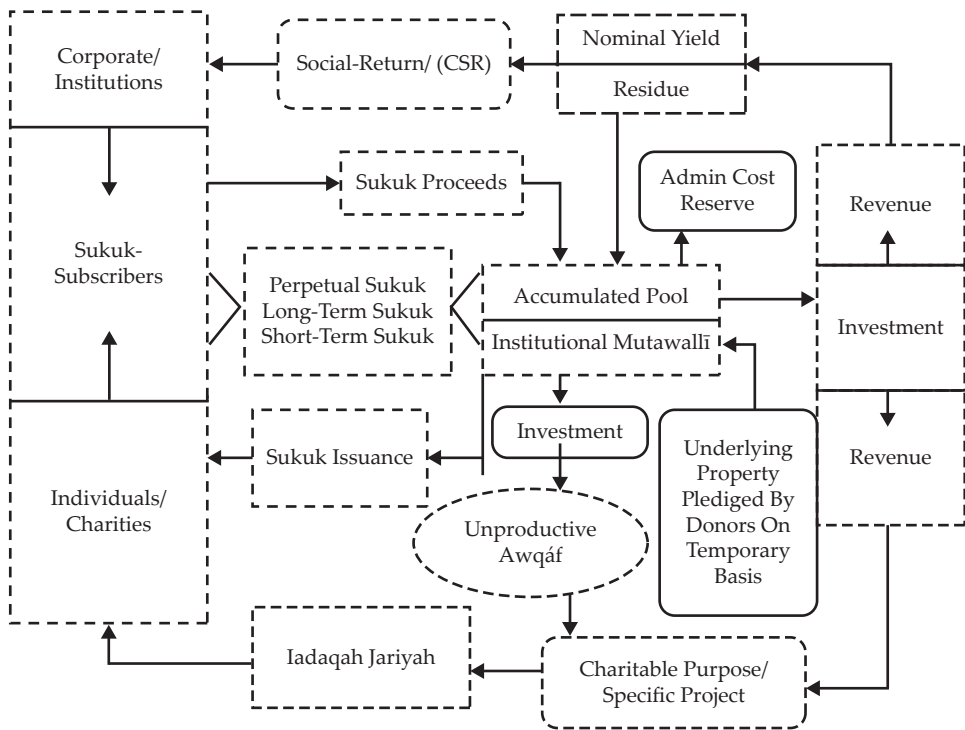 Corporate/
Institutions
Social-Return/ (CSR)
Nominal Yield
Residue
Sukuk Proceeds
Admin Cost
Reserve
Revenue
Sukuk-
Subscribers
Perpetual Sukuk
Long-Term Sukuk
Short-Term Sukuk
Accumulated Pool
Institutional Mutawallī
Investment
Investment
Sukuk Issuance
Underlying
Property
Plediged By
Donors On
Temporary
Basis
Revenue
Individuals/
Charities
Unproductive
Awqáf
Iadaqah Jariyah
Charitable Purpose/
Specific Project